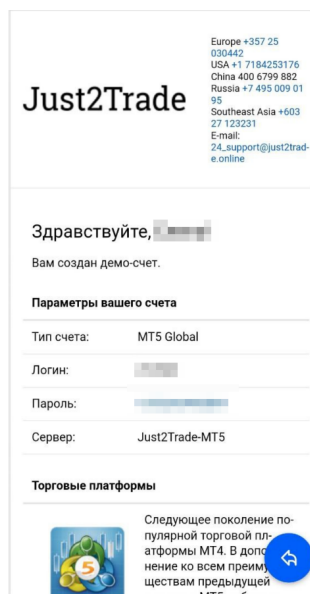 Just2Trade
Europe +357 25
030442
USA +1 7184253176
China 400 6799 882
Russia +7 495 009 01
95
Southeast Asia +603
27 123231
E-mail:
24_support@just2trad-
e.online
Здравствуйте,
Вам создан демо-счет.
Параметры вашего счета
Тип счета: MT5 Global
Логин:
Пароль:
Сервер: Just2Trade-MT5
Торговые платформы
5
Следующее поколение по-
пулярной торговой пл-
атформы МТ4. В допо
нение ко всем преиму
ществам предыдущей